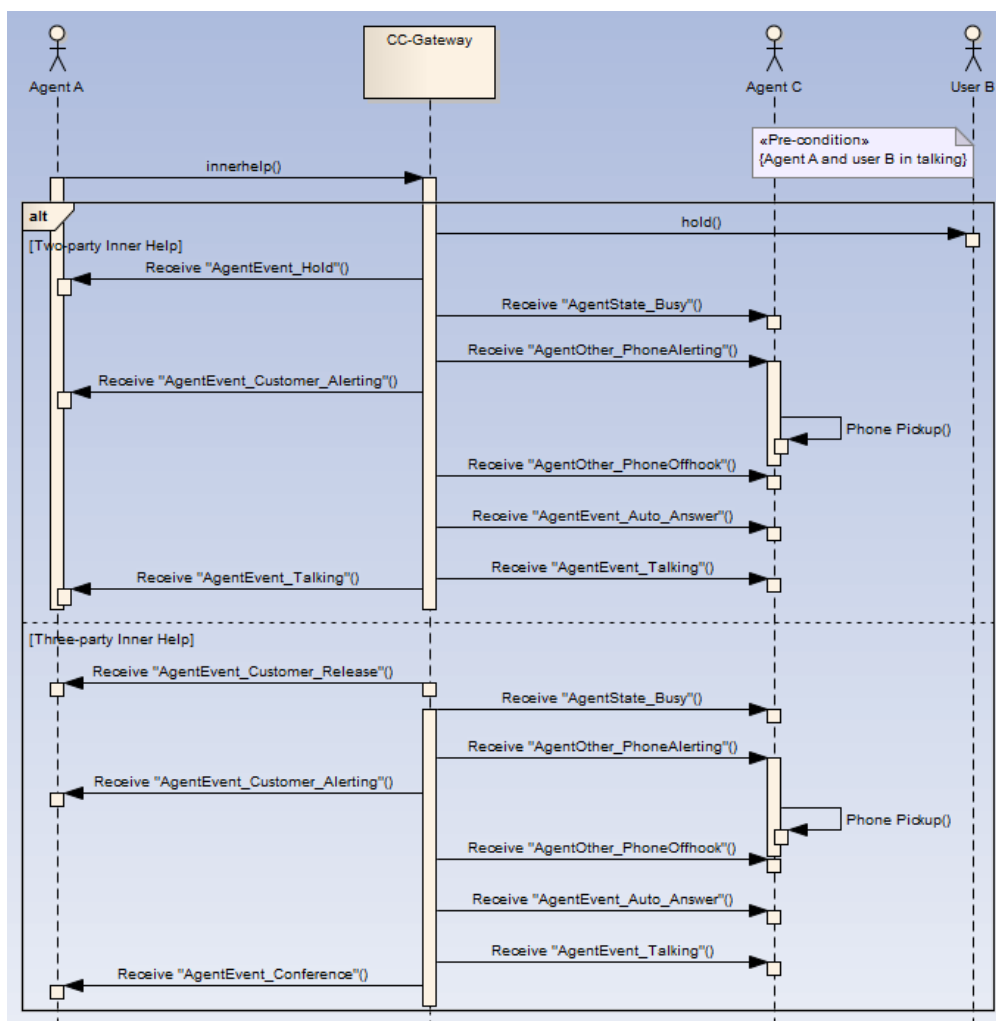 CC-Gateway
Agent A
Agent C
User B
«Pre-condition»
{Agent A and user B in talking}
innerhelp()
alt
hold()
[Two-party Inner Help]
Receive "AgentEvent_Hold"()
Receive "AgentState_Busy"()
Receive "AgentOther_PhoneAlerting"()
Receive "AgentEvent_Customer_Alerting"()
Phone Pickup()
Receive "AgentOther_PhoneOffhook"()
Receive "AgentEvent_Auto_Answer"()
Receive "AgentEvent_Talking"()
Receive "AgentEvent_Talking"()
[Three-party Inner Help]
Receive "AgentEvent_Customer_Release"()
Receive "AgentState_Busy"()
Receive "AgentOther_PhoneAlerting"()
Receive "AgentEvent_Customer_Alerting"()
Phone Pickup()
Receive "AgentOther_PhoneOffhook"()
Receive "AgentEvent_Auto_Answer"()
Receive "AgentEvent_Talking"()
Receive "AgentEvent_Conference"()